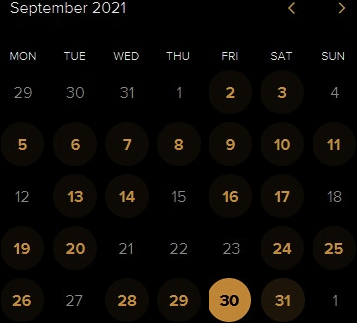 September 2021
MON TUE WED THU FRI SAT SUN
29 30 31 1 2 3 4
5 6 7 8 9 10 11
12 13 14 15 16 17 18
19 20 21 22 23 24 25
26 27 28 29 30 31 1